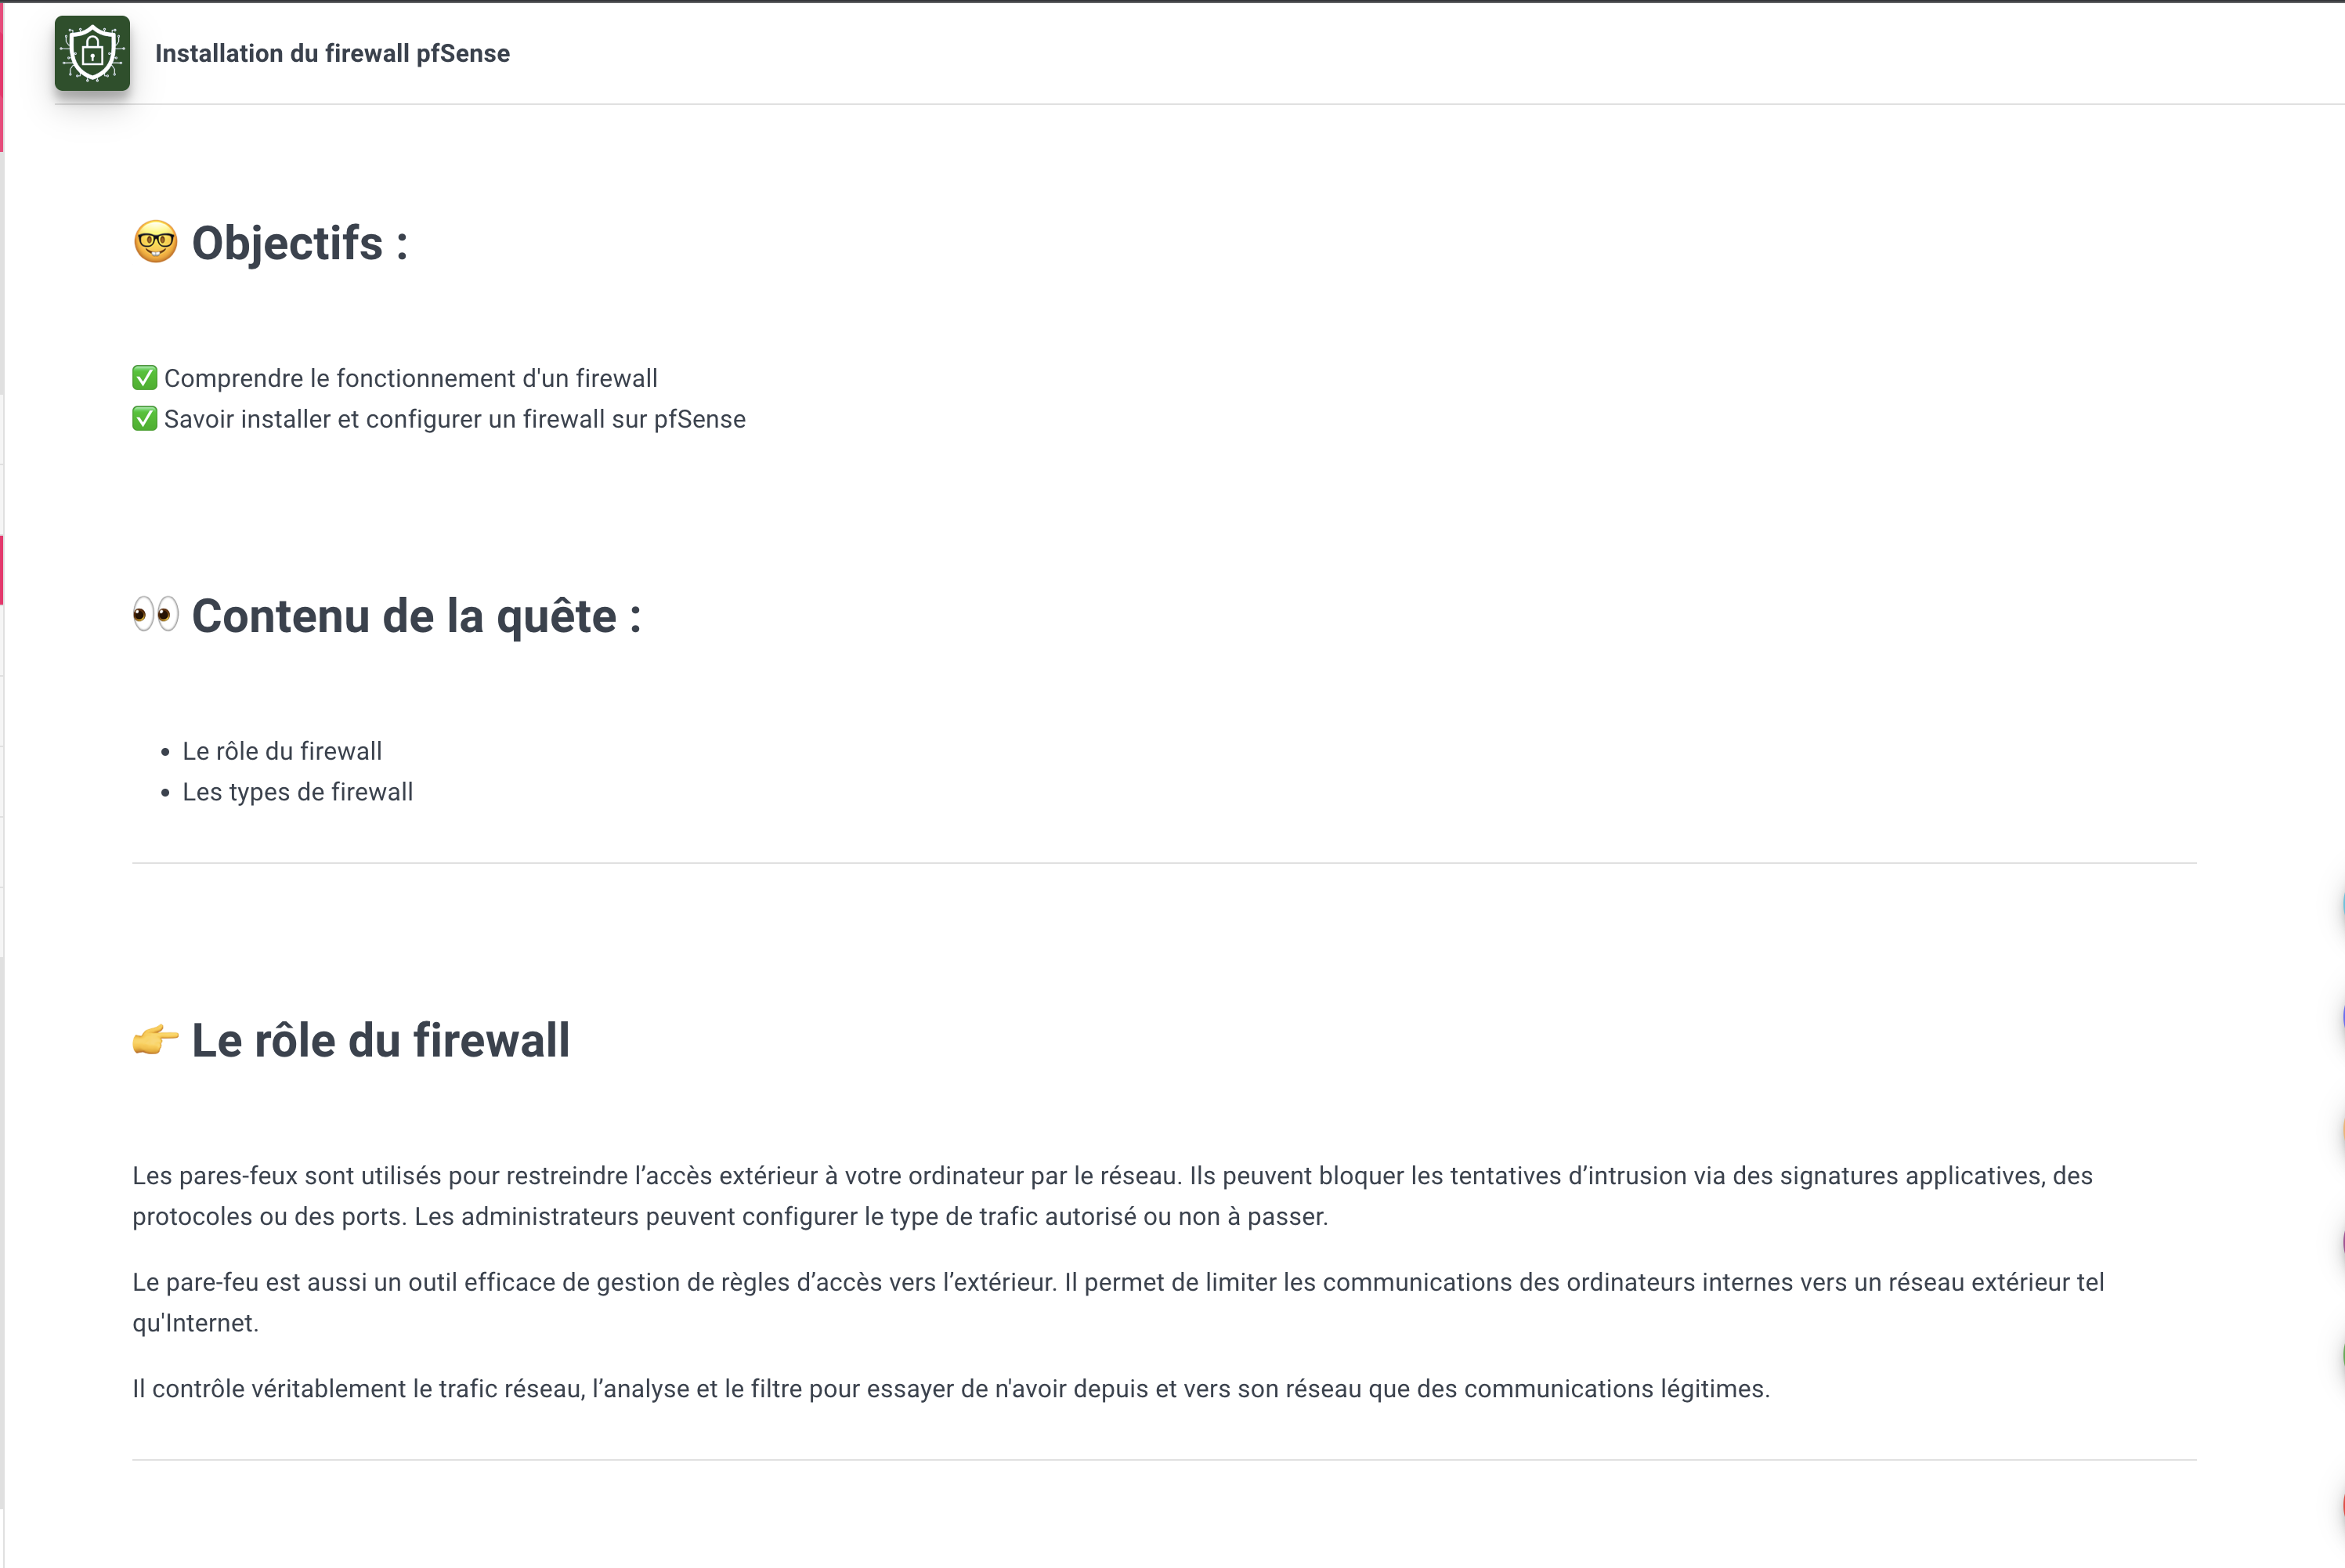 Installation du firewall pfSense
🤓 Objectifs :
✅ Comprendre le fonctionnement d'un firewall
✅ Savoir installer et configurer un firewall sur pfSense
👀 Contenu de la quête :
• Le rôle du firewall
• Les types de firewall
👉 Le rôle du firewall
Les pares-feux sont utilisés pour restreindre l’accès extérieur à votre ordinateur par le réseau. Ils peuvent bloquer les tentatives d’intrusion via des signatures applicatives, des
protocoles ou des ports. Les administrateurs peuvent configurer le type de trafic autorisé ou non à passer.
Le pare-feu est aussi un outil efficace de gestion de règles d’accès vers l’extérieur. Il permet de limiter les communications des ordinateurs internes vers un réseau extérieur tel
qu'Internet.
Il contrôle véritablement le trafic réseau, l’analyse et le filtre pour essayer de n'avoir depuis et vers son réseau que des communications légitimes.